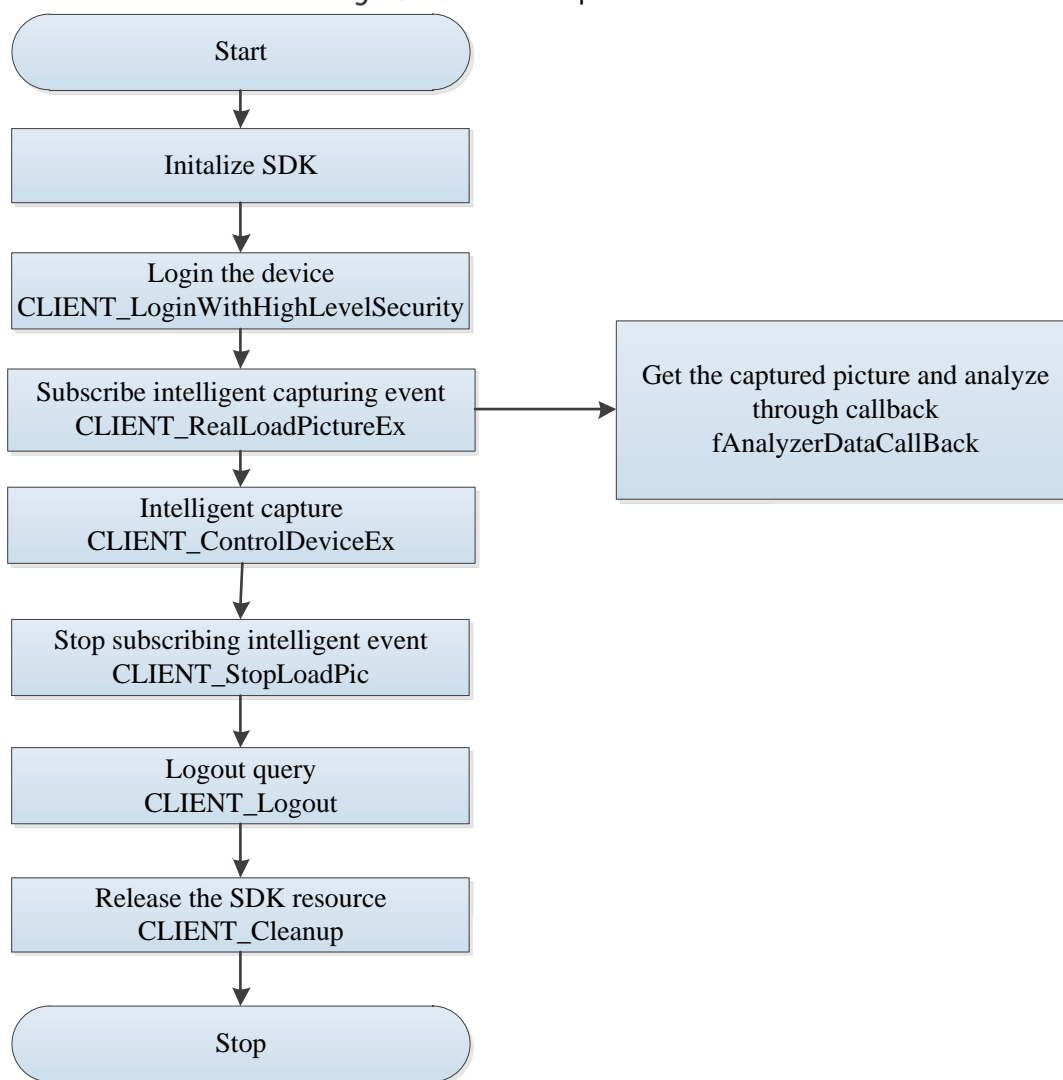 Start
Initalize SDK
Login the device
CLIENT_LoginWithHighLevelSecurity
Subscribe intelligent capturing event
CLIENT_RealLoadPictureEx
Get the captured picture and analyze
through callback
fAnalyzerDataCallBack
Intelligent capture
CLIENT_ControlDeviceEx
Stop subscribing intelligent event
CLIENT_StopLoadPic
Logout query
CLIENT_Logout
Release the SDK resource
CLIENT_Cleanup
Stop